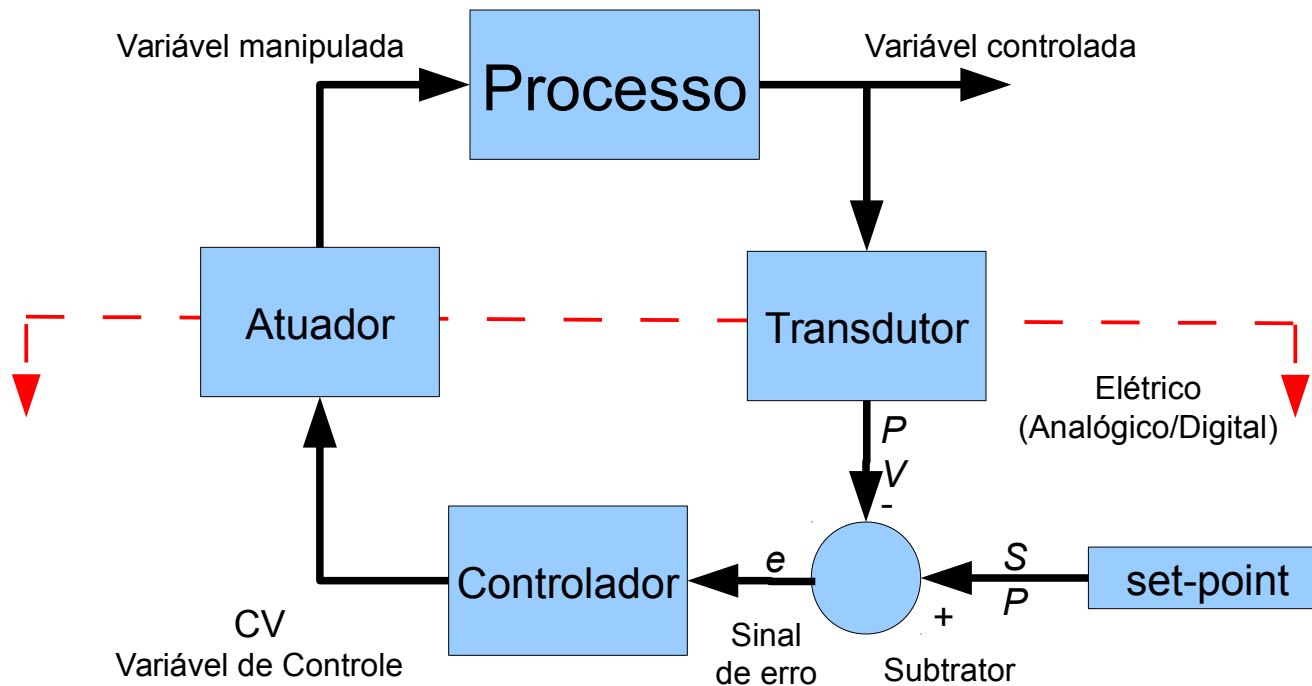 Variável manipulada
Processo
Variável controlada
Atuador
Transdutor
Elétrico
(Analógico/Digital)
P
V
-
Controlador
e
S
P
+
set-point
CV
Variável de Controle
Sinal
de erro
Subtrator